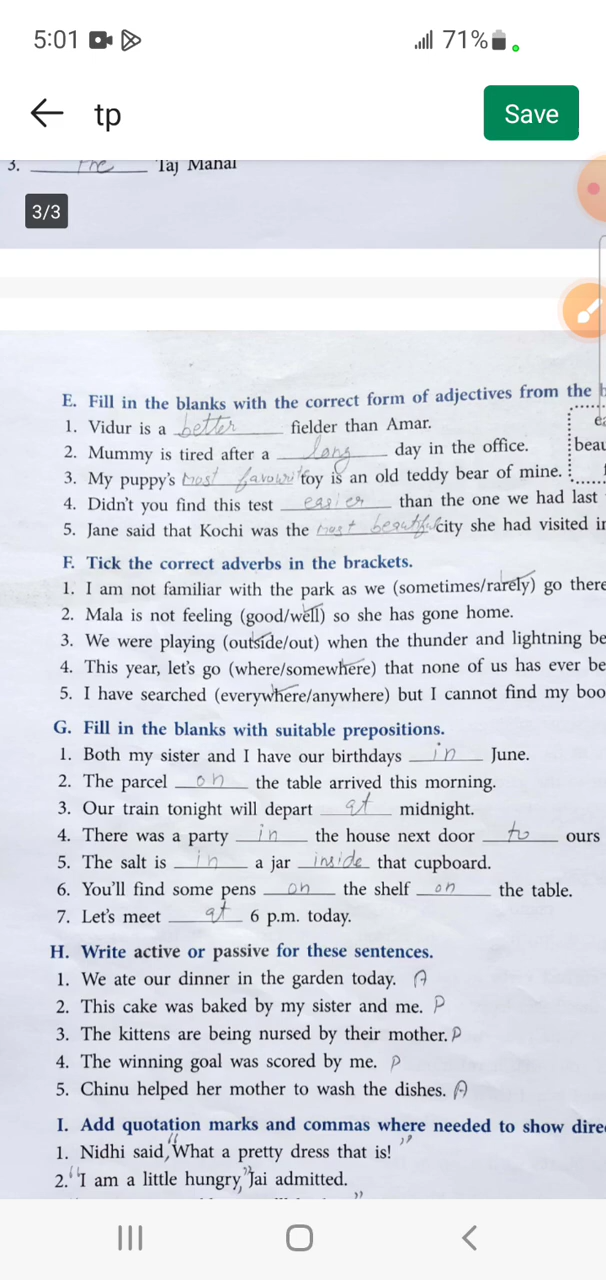 5:01
71%
tp
Save
3. The Taj Mahal
3/3
E. Fill in the blanks with the correct form of adjectives from the
1. Vidur is a better fielder than Amar.
2. Mummy is tired after a long day in the office.
beau
3. My puppy's most favourit toy is an old teddy bear of mine.
4. Didn't you find this test easier than the one we had last
5. Jane said that Kochi was the most beautiful city she had visited in
F. Tick the correct adverbs in the brackets.
1. I am not familiar with the park as we (sometimes/rarely) go there
2. Mala is not feeling (good/well) so she has gone home.
3. We were playing (outside/out) when the thunder and lightning be
4. This year, let's go (where/somewhere) that none of us has ever be
5. I have searched (everywhere/anywhere) but I cannot find my boo
G. Fill in the blanks with suitable prepositions.
1. Both my sister and I have our birthdays in June.
2. The parcel on the table arrived this morning.
3. Our train tonight will depart at midnight.
4. There was a party in the house next door to ours
5. The salt is in a jar inside that cupboard.
6. You'll find some pens on the shelf on the table.
7. Let's meet at 6 p.m. today.
H. Write active or passive for these sentences.
1. We ate our dinner in the garden today. A
2. This cake was baked by my sister and me. P
3. The kittens are being nursed by their mother. P
4. The winning goal was scored by me. P
5. Chinu helped her mother to wash the dishes. A
I. Add quotation marks and commas where needed to show dire
1. Nidhi said, "What a pretty dress that is!"
2. "I am a little hungry," Jai admitted.